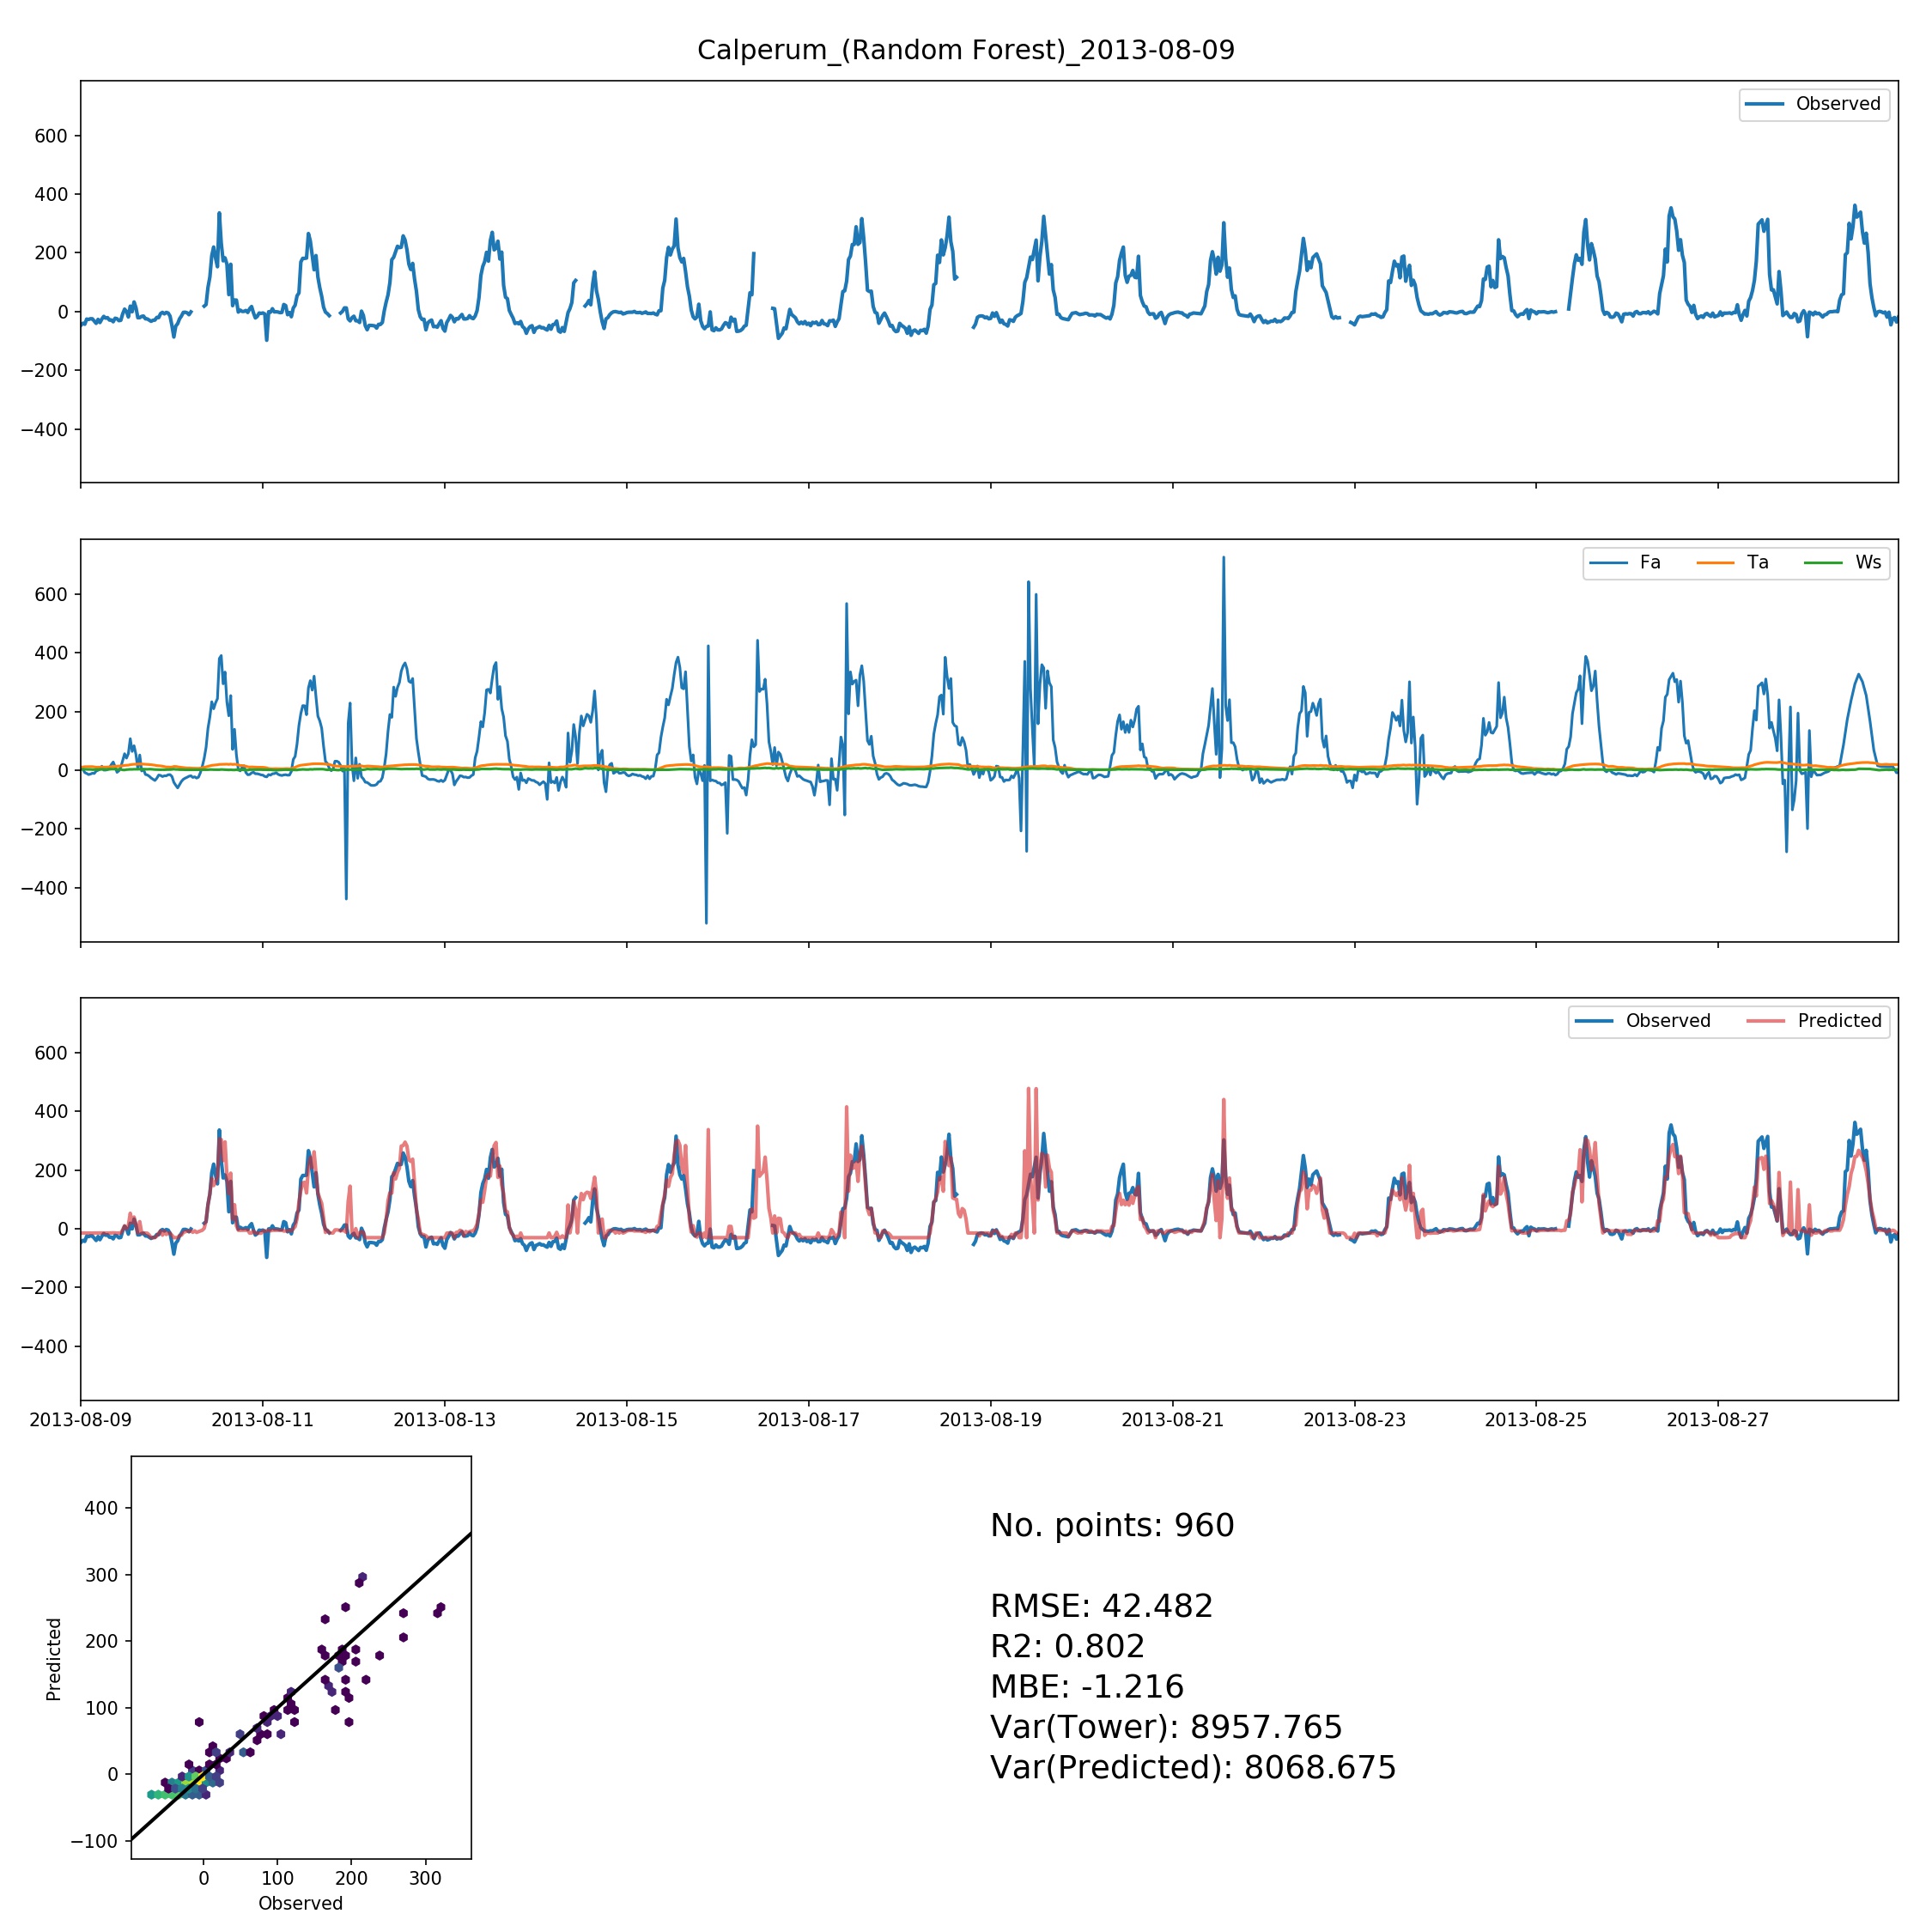 Calperum_(Random Forest)_2013-08-09
Observed
600
400
200
0
−200
−400
Fa Ta Ws
600
400
200
0
−200
−400
Observed Predicted
600
400
200
0
−200
−400
2013-08-09 2013-08-11 2013-08-13 2013-08-15 2013-08-17 2013-08-19 2013-08-21 2013-08-23 2013-08-25 2013-08-27
400
300
200
100
0
−100
Predicted
0 100 200 300
Observed
No. points: 960
RMSE: 42.482
R2: 0.802
MBE: -1.216
Var(Tower): 8957.765
Var(Predicted): 8068.675